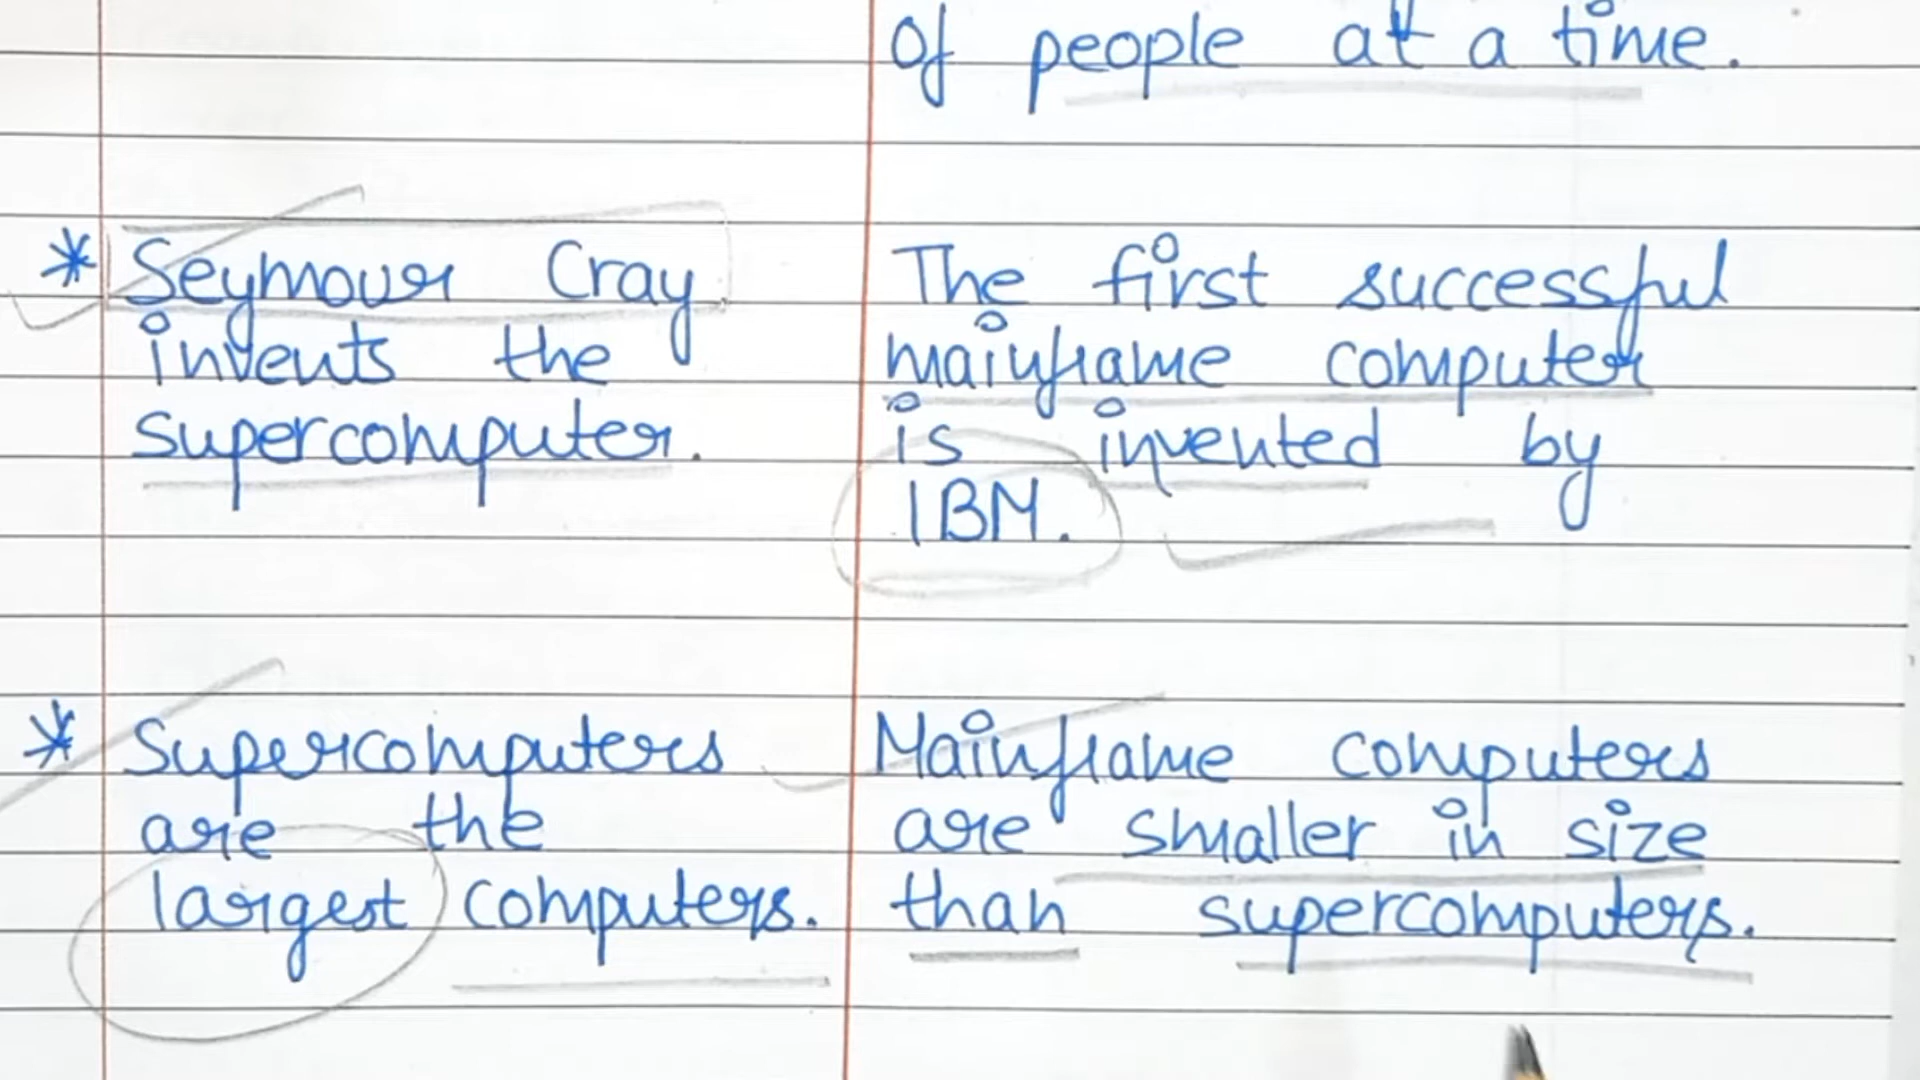 of people at a time.
* Seymour Cray
invents the
supercomputer.
The first successful
mainframe computer
is invented by
IBM.
* Supercomputers
are the
largest computers.
Mainframe computers
are smaller in size
than supercomputers.